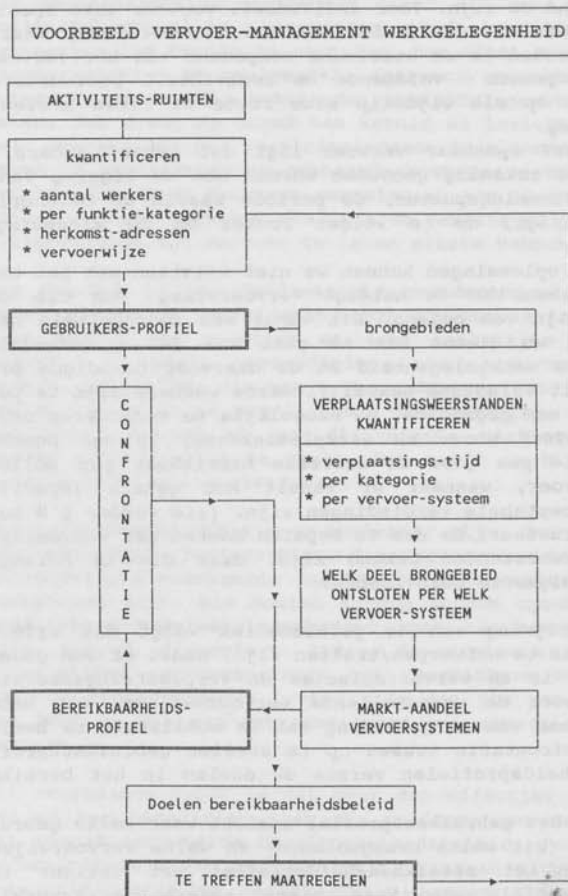 VOORBEELD VERVOER-MANAGEMENT WERKGELEGENHEID
AKTIVITEITS-RUIMTEN
kwantificeren
* aantal werkers
* per funktie-kategorie
* herkomst-adressen
* vervoerwijze
GEBRUIKERS-PROFIEL
brongebieden
C
O
N
F
R
O
N
T
A
T
I
E
VERPLAATSINGSWEERSTANDEN
KWANTIFICEREN
* verplaatsings-tijd
* per kategorie
* per vervoer-systeem
WELK DEEL BRONGEBIED
ONTSLOTEN PER WELK
VERVOER-SYSTEEM
BEREIKBAARHEIDS-
PROFIEL
MARKT-AANDEEL
VERVOERSYSTEMEN
Doelen bereikbaarheidsbeleid
TE TREFFEN MAATREGELEN